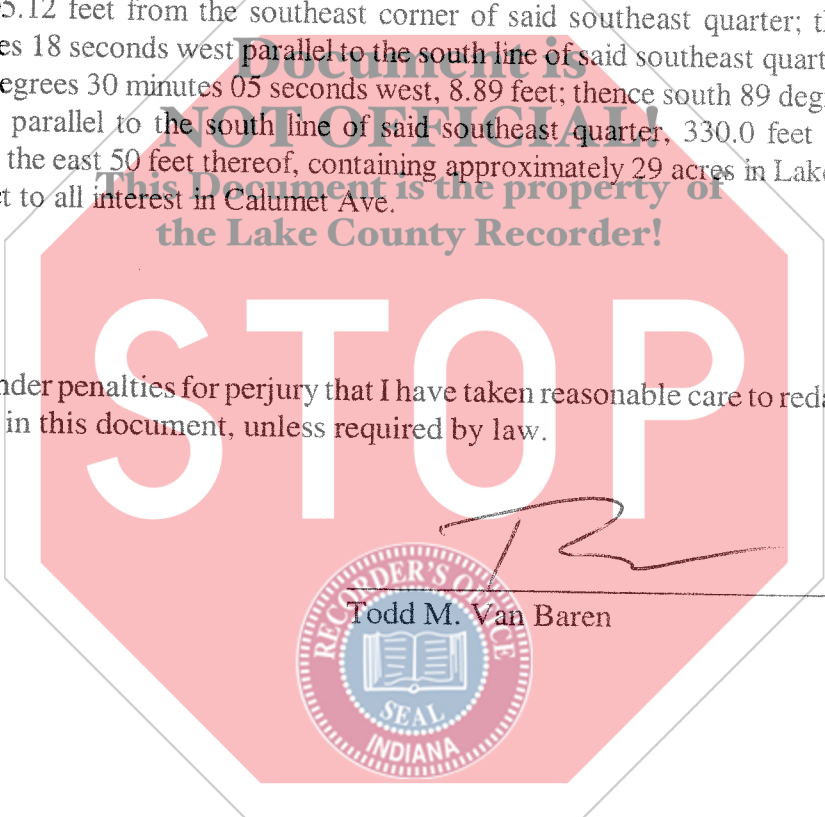 5.12 feet from the southeast corner of said southeast quarter; t
es 18 seconds west parallel to the south line of said southeast quart
Document is
egrees 30 minutes 05 seconds west, 8.89 feet; thence south 89 deg
NOT OFFICIAL!
parallel to the south line of said southeast quarter, 330.0 feet
the east 50 feet thereof, containing approximately 29 acres in Lake
This Document is the property of
t to all interest in Calumet Ave.
the Lake County Recorder!
STOP
nder penalties for perjury that I have taken reasonable care to reda
in this document, unless required by law.
Todd M. Van Baren
RECORDER'S OFFICE
SEAL
INDIANA